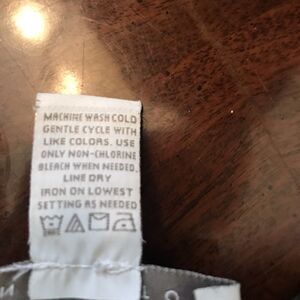 MACHINE WASH COLD
GENTLE CYCLE WITH
LIKE COLORS. USE
ONLY NON-CHLORINE
BLEACH WHEN NEEDED.
LINE DRY
IRON ON LOWEST
SETTING AS NEEDED